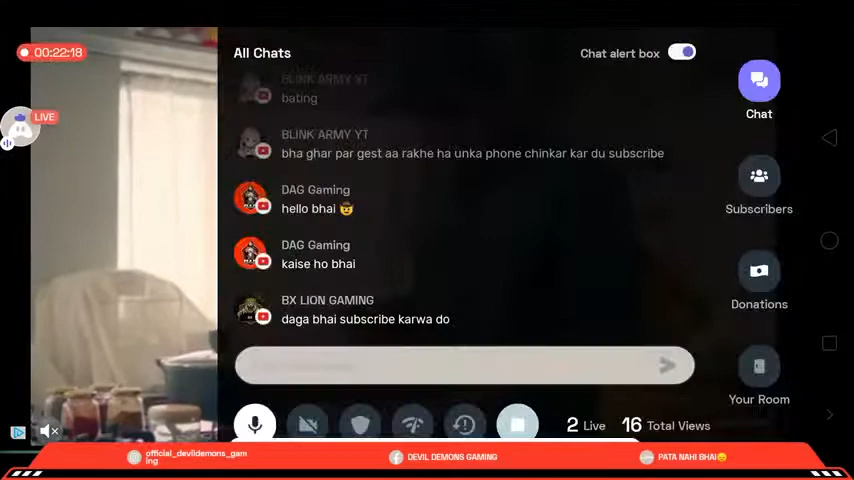 00:22:18
All Chats
Chat alert box
LIVE
BLINK ARMY YT
bating
BLINK ARMY YT
bha ghar par gest aa rakhe ha unka phone chinkar kar du subscribe
DAG Gaming
hello bhai 🤠
DAG Gaming
kaise ho bhai
BX LION GAMING
daga bhai subscribe karwa do
Chat
Subscribers
Donations
Your Room
2 Live 16 Total Views
official_devildemons_gam
ing
DEVIL DEMONS GAMING
PATA NAHI BHAI😑